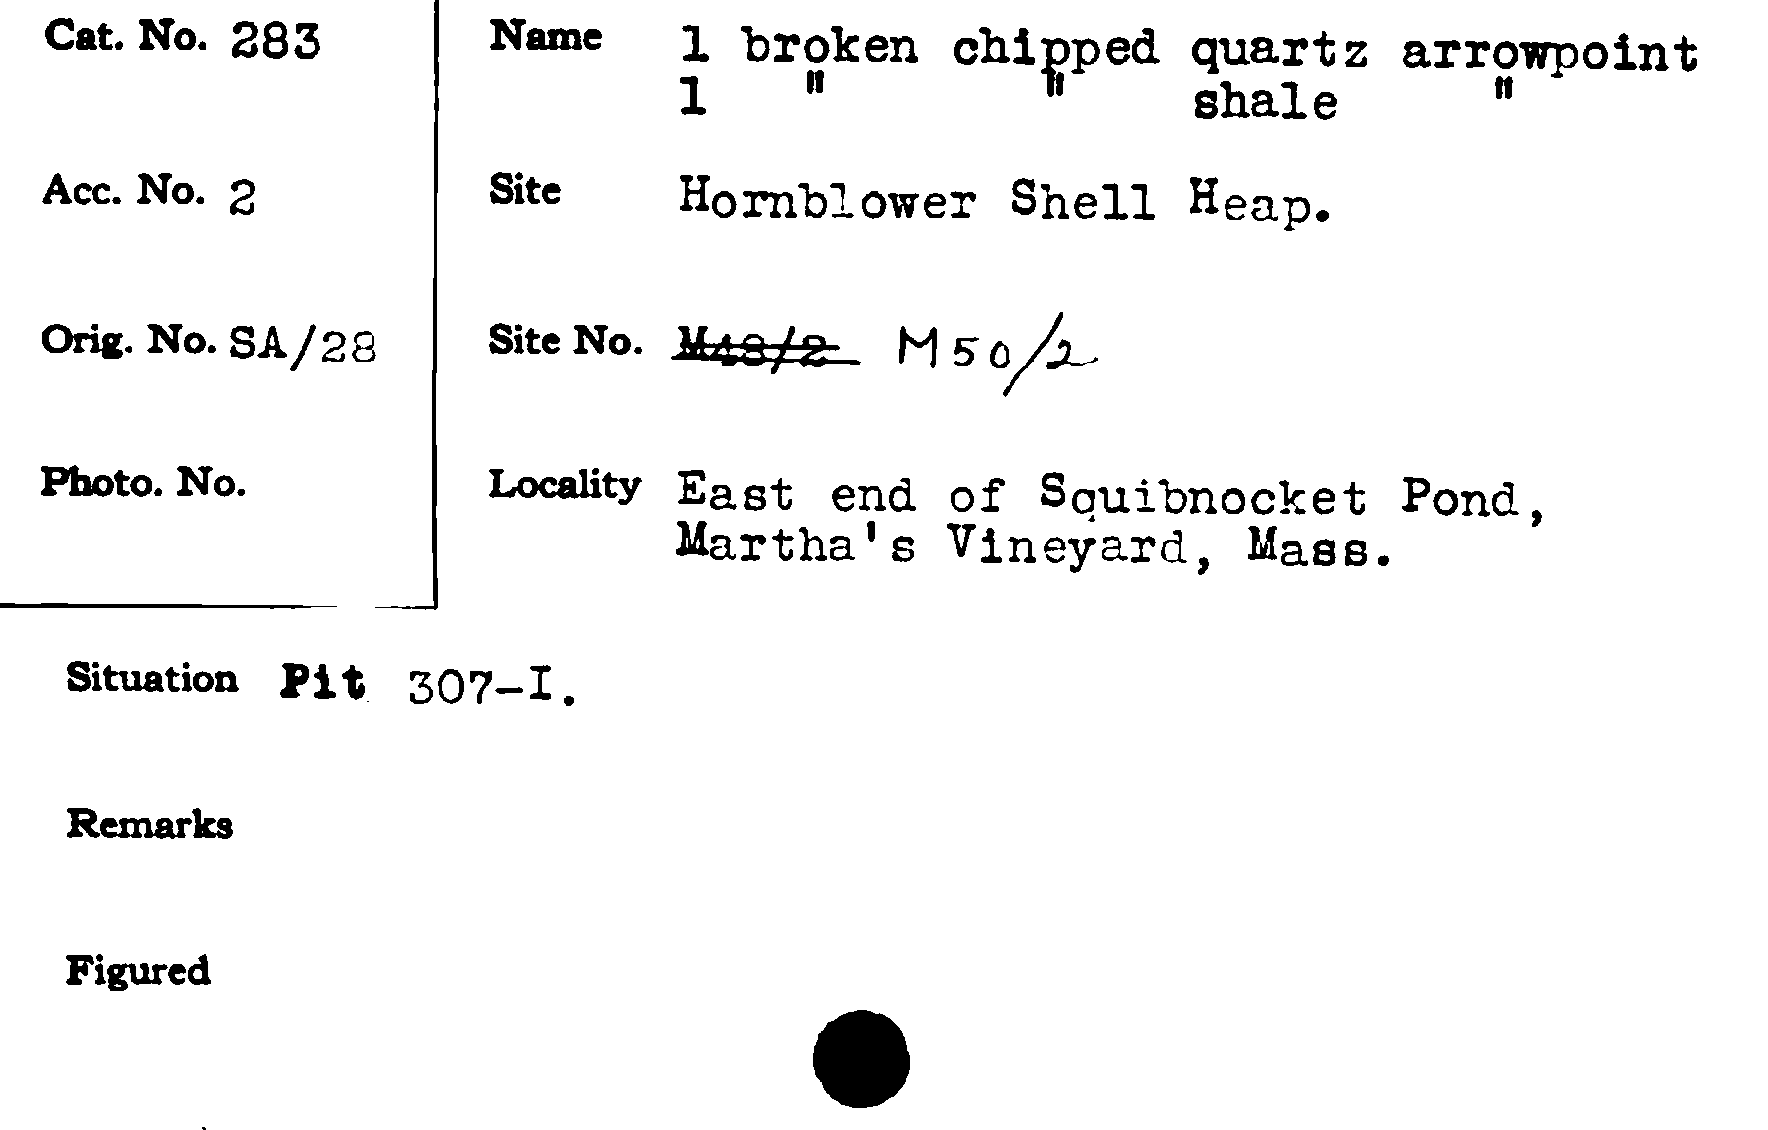 Cat. No. 283
Name 1 broken chipped quartz arrowpoint
1 " " shale "
Acc. No. 2
Site Hornblower Shell Heap.
Orig. No. SA/28
Site No. M48/2 M50/2
Photo. No.
Locality East end of Squibnocket Pond,
Martha's Vineyard, Mass.
Situation Pit 307-I.
Remarks
Figured